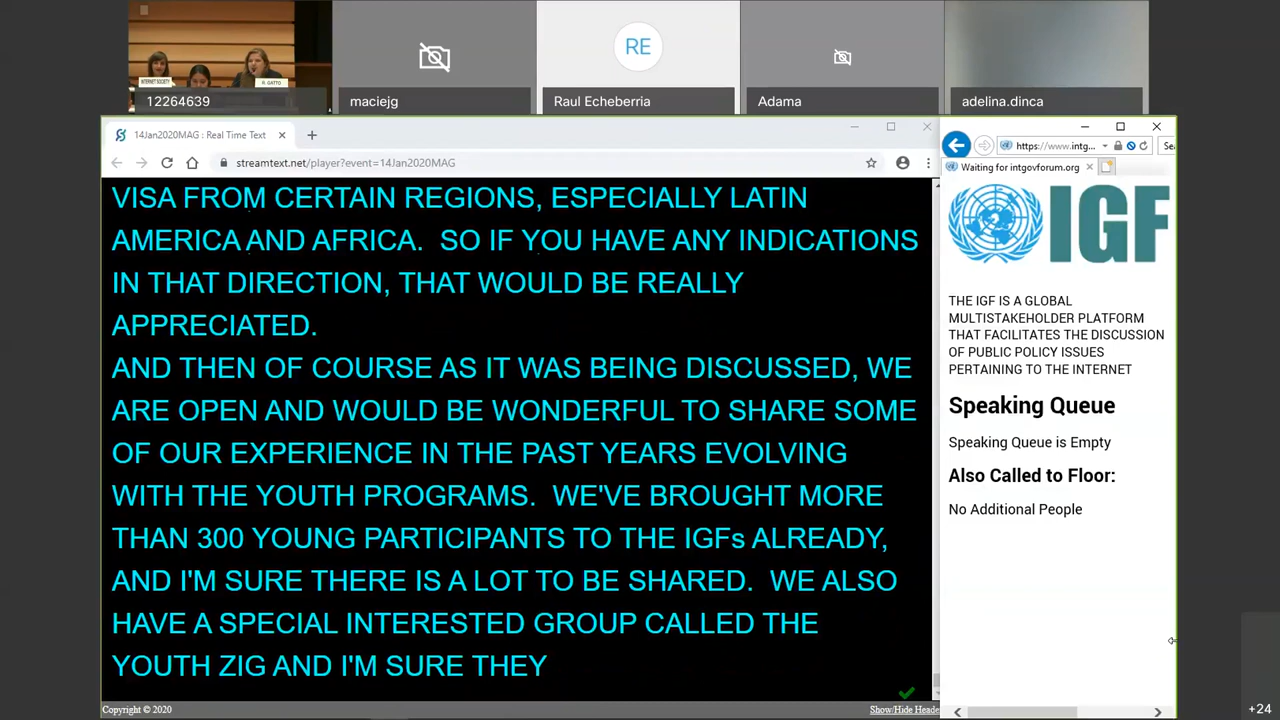 INTERNET SOCIETY
R. GATTO
12264639
maciejg
RE
Raul Echeberria
Adama
adelina.dinca
14Jan2020MAG : Real Time Text
streamtext.net/player?event=14Jan2020MAG
VISA FROM CERTAIN REGIONS, ESPECIALLY LATIN
AMERICA AND AFRICA.  SO IF YOU HAVE ANY INDICATIONS
IN THAT DIRECTION, THAT WOULD BE REALLY
APPRECIATED.
AND THEN OF COURSE AS IT WAS BEING DISCUSSED, WE
ARE OPEN AND WOULD BE WONDERFUL TO SHARE SOME
OF OUR EXPERIENCE IN THE PAST YEARS EVOLVING
WITH THE YOUTH PROGRAMS.  WE'VE BROUGHT MORE
THAN 300 YOUNG PARTICIPANTS TO THE IGFs ALREADY,
AND I'M SURE THERE IS A LOT TO BE SHARED.  WE ALSO
HAVE A SPECIAL INTERESTED GROUP CALLED THE
YOUTH ZIG AND I'M SURE THEY
Copyright © 2020
Show/Hide Heade
https://www.intg...
Sea
Waiting for intgovforum.org
IGF
THE IGF IS A GLOBAL
MULTISTAKEHOLDER PLATFORM
THAT FACILITATES THE DISCUSSION
OF PUBLIC POLICY ISSUES
PERTAINING TO THE INTERNET
Speaking Queue
Speaking Queue is Empty
Also Called to Floor:
No Additional People
+24